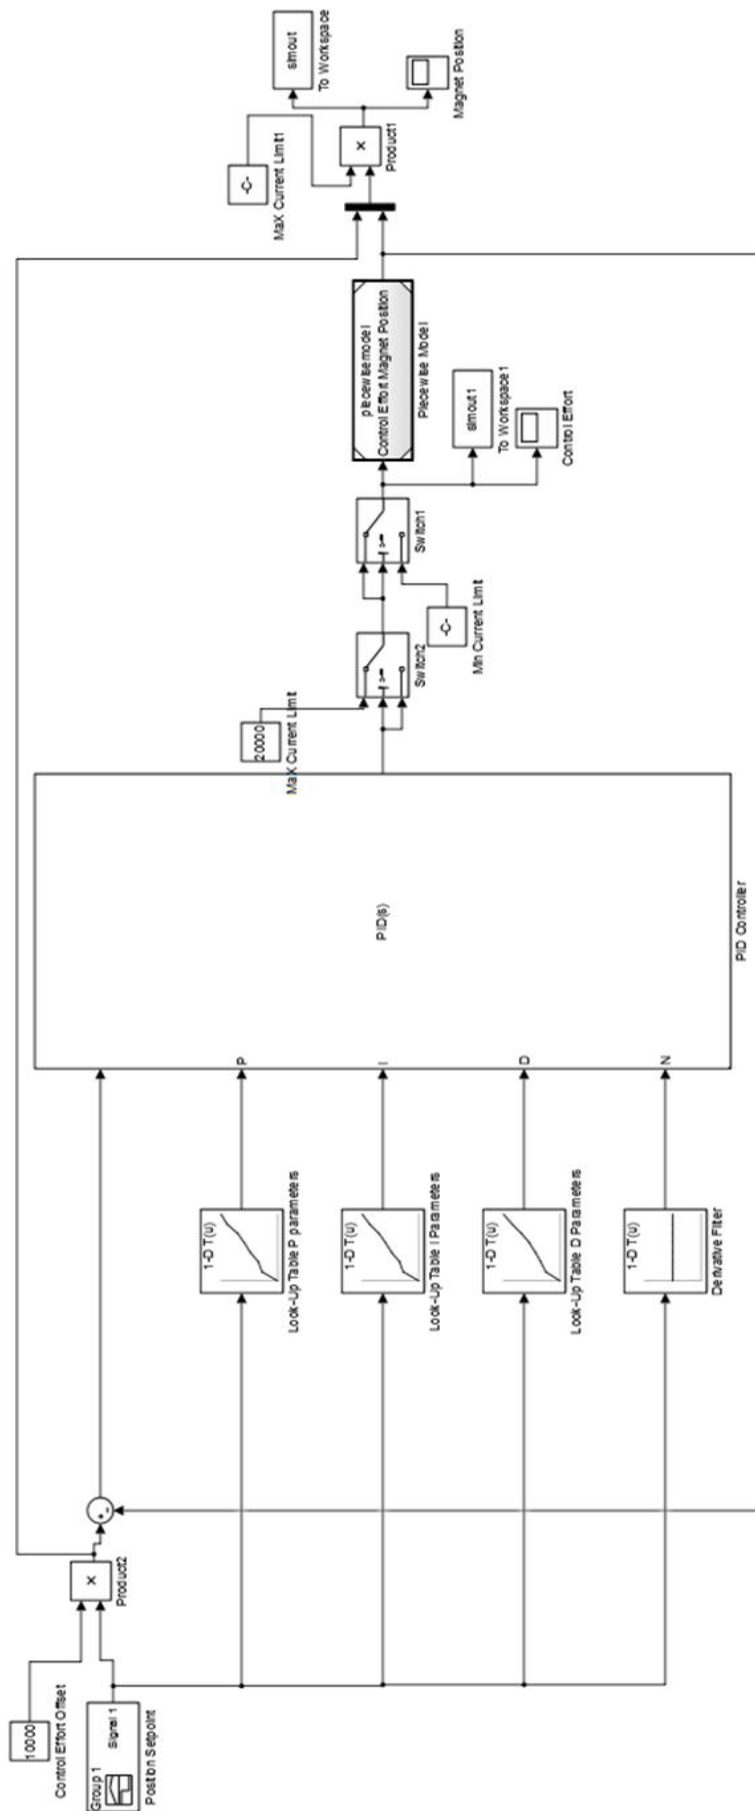 10000
Control Effort Offset
Group 1
Signal 1
Position Setpoint
×
Product2
+
-
1-D T(u)
Look-Up Table P parameters
1-D T(u)
Look-Up Table I Parameters
1-D T(u)
Look-Up Table D Parameters
1-D T(u)
Derivative Filter
P
I
D
N
PID(s)
PID Controller
20000
MaX Current Limit
Switch2
-C-
Min Current Limit
Switch1
simout1
To Workspace1
Control Effort
piecewisemodel
Control Effort Magnet Position
Piecewise Model
-C-
MaX Current Limit1
×
Product1
simout
To Workspace
Magnet Position